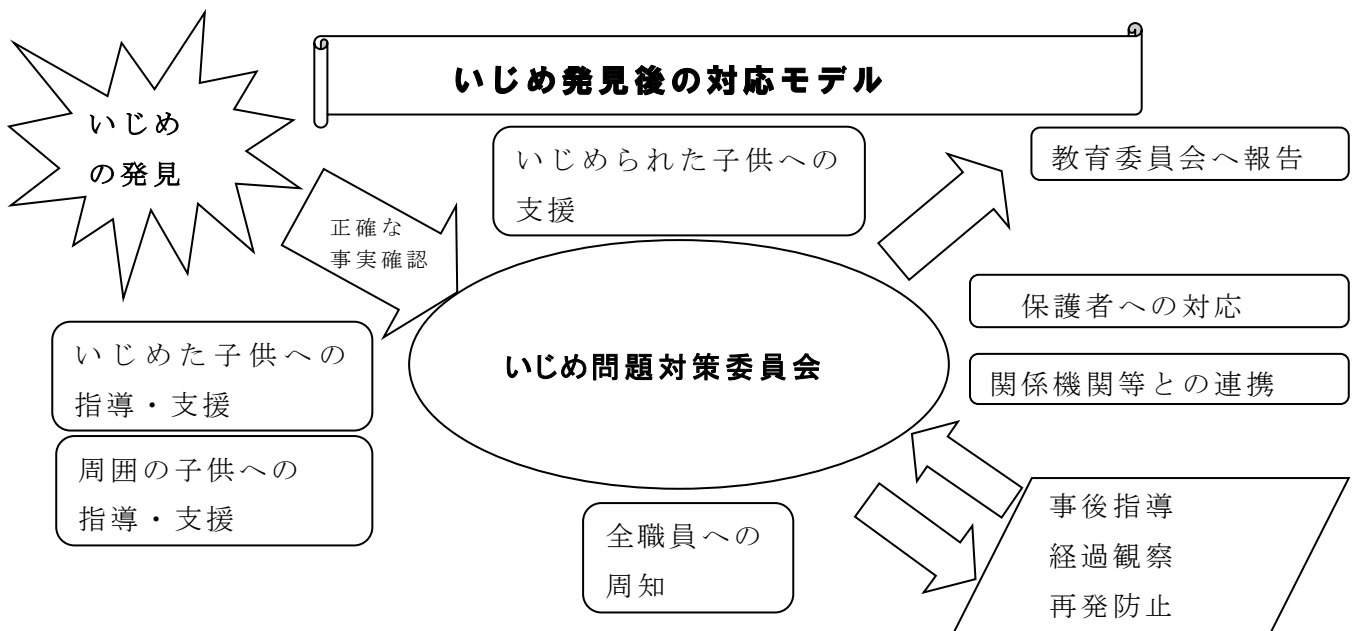 いじめ発見後の対応モデル
いじめ
の発見
正確な
事実確認
いじめられた子供への
支援
教育委員会へ報告
保護者への対応
関係機関等との連携
いじめた子供への
指導・支援
周囲の子供への
指導・支援
いじめ問題対策委員会
全職員への
周知
事後指導
経過観察
再発防止